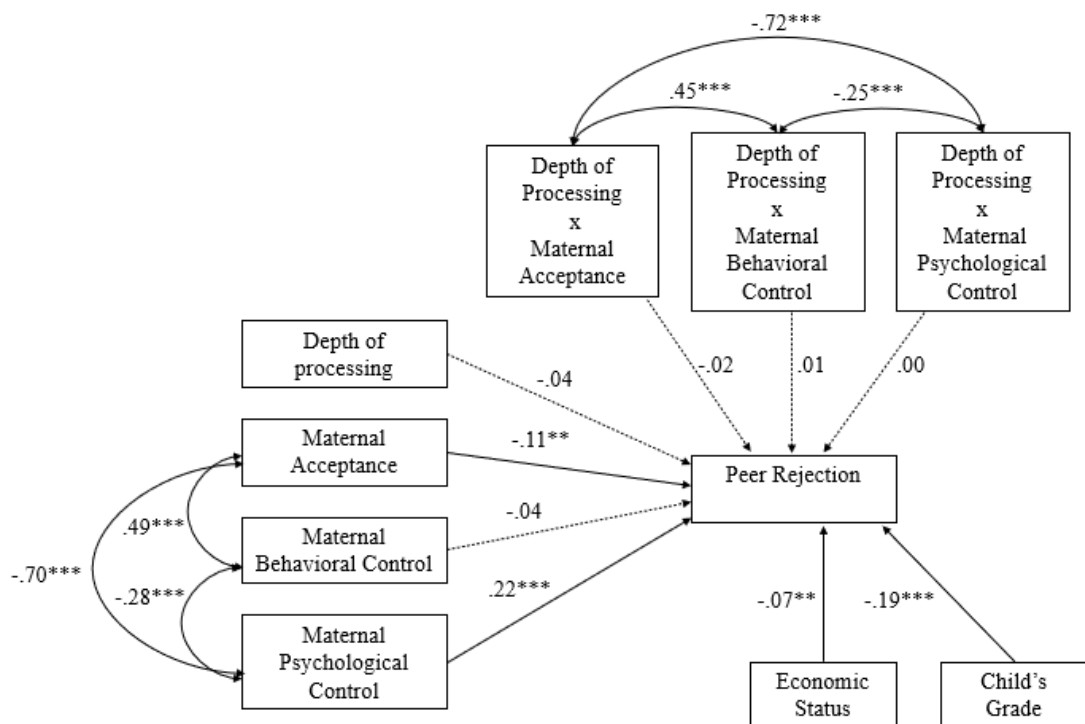 -.72***
.45***
-.25***
Depth of
Processing
x
Maternal
Acceptance
Depth of
Processing
x
Maternal
Behavioral
Control
Depth of
Processing
x
Maternal
Psychological
Control
Depth of
processing
-.04
-.02
.01
.00
Maternal
Acceptance
-.11**
Peer Rejection
.49***
Maternal
Behavioral Control
-.04
-.70***
-.28***
.22***
Maternal
Psychological
Control
-.07**
-.19***
Economic
Status
Child’s
Grade